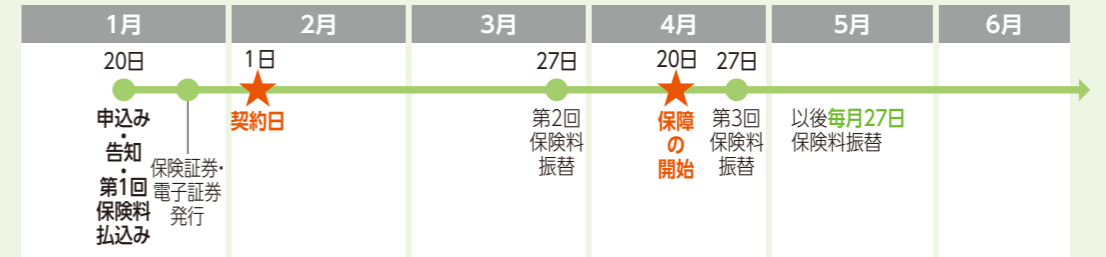 1月
2月
3月
4月
5月
6月
20日
1日
27日
20日
27日
申込み
・
告知
・
第1回
保険料
払込み
保険証券・
電子証券
発行
契約日
第2回
保険料
振替
保障
の
開始
第3回
保険料
振替
以後毎月27日
保険料振替